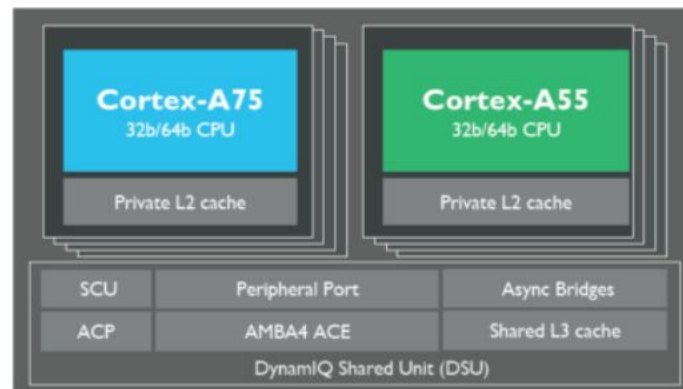 Cortex-A75
32b/64b CPU
Private L2 cache
Cortex-A55
32b/64b CPU
Private L2 cache
SCU
Peripheral Port
Async Bridges
ACP
AMBA4 ACE
Shared L3 cache
DynamIQ Shared Unit (DSU)